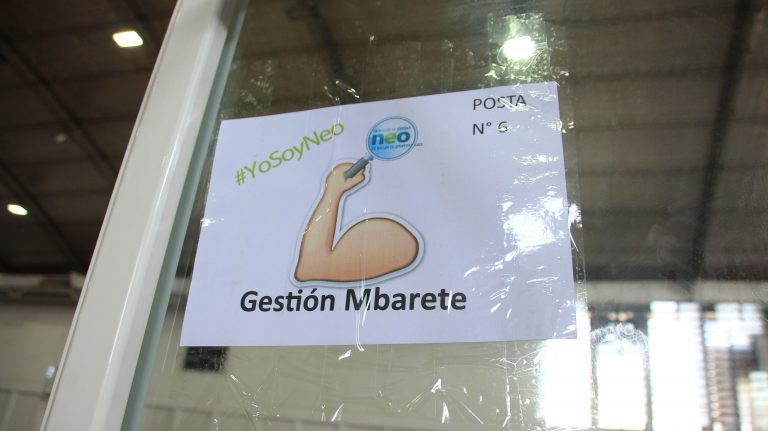 POSTA
N° 6
#YoSoyNeo
neo
Gestión Mbarete